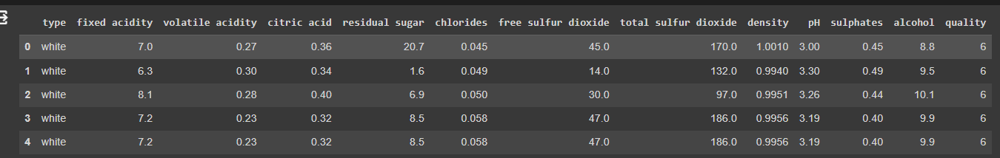 type fixed acidity volatile acidity citric acid residual sugar chlorides free sulfur dioxide total sulfur dioxide density pH sulphates alcohol quality
0 white 7.0 0.27 0.36 20.7 0.045 45.0 170.0 1.0010 3.00 0.45 8.8 6
1 white 6.3 0.30 0.34 1.6 0.049 14.0 132.0 0.9940 3.30 0.49 9.5 6
2 white 8.1 0.28 0.40 6.9 0.050 30.0 97.0 0.9951 3.26 0.44 10.1 6
3 white 7.2 0.23 0.32 8.5 0.058 47.0 186.0 0.9956 3.19 0.40 9.9 6
4 white 7.2 0.23 0.32 8.5 0.058 47.0 186.0 0.9956 3.19 0.40 9.9 6